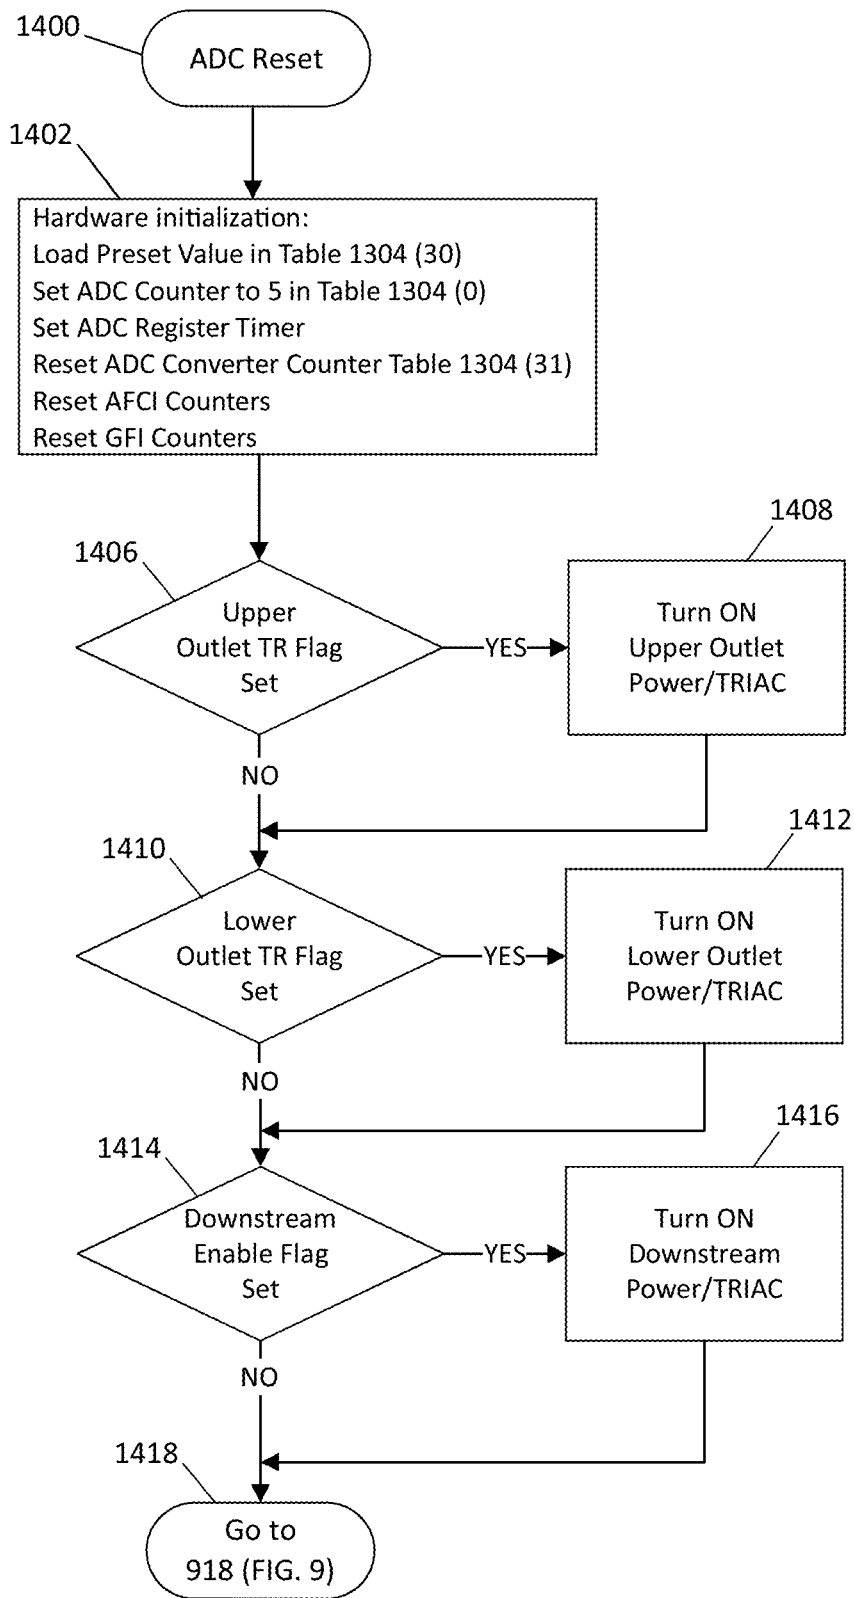 1400
ADC Reset
1402
Hardware initialization:
Load Preset Value in Table 1304 (30)
Set ADC Counter to 5 in Table 1304 (0)
Set ADC Register Timer
Reset ADC Converter Counter Table 1304 (31)
Reset AFCI Counters
Reset GFI Counters
1406
Upper
Outlet TR Flag
Set
YES
1408
Turn ON
Upper Outlet
Power/TRIAC
NO
1410
Lower
Outlet TR Flag
Set
YES
1412
Turn ON
Lower Outlet
Power/TRIAC
NO
1414
Downstream
Enable Flag
Set
YES
1416
Turn ON
Downstream
Power/TRIAC
NO
1418
Go to
918 (FIG. 9)